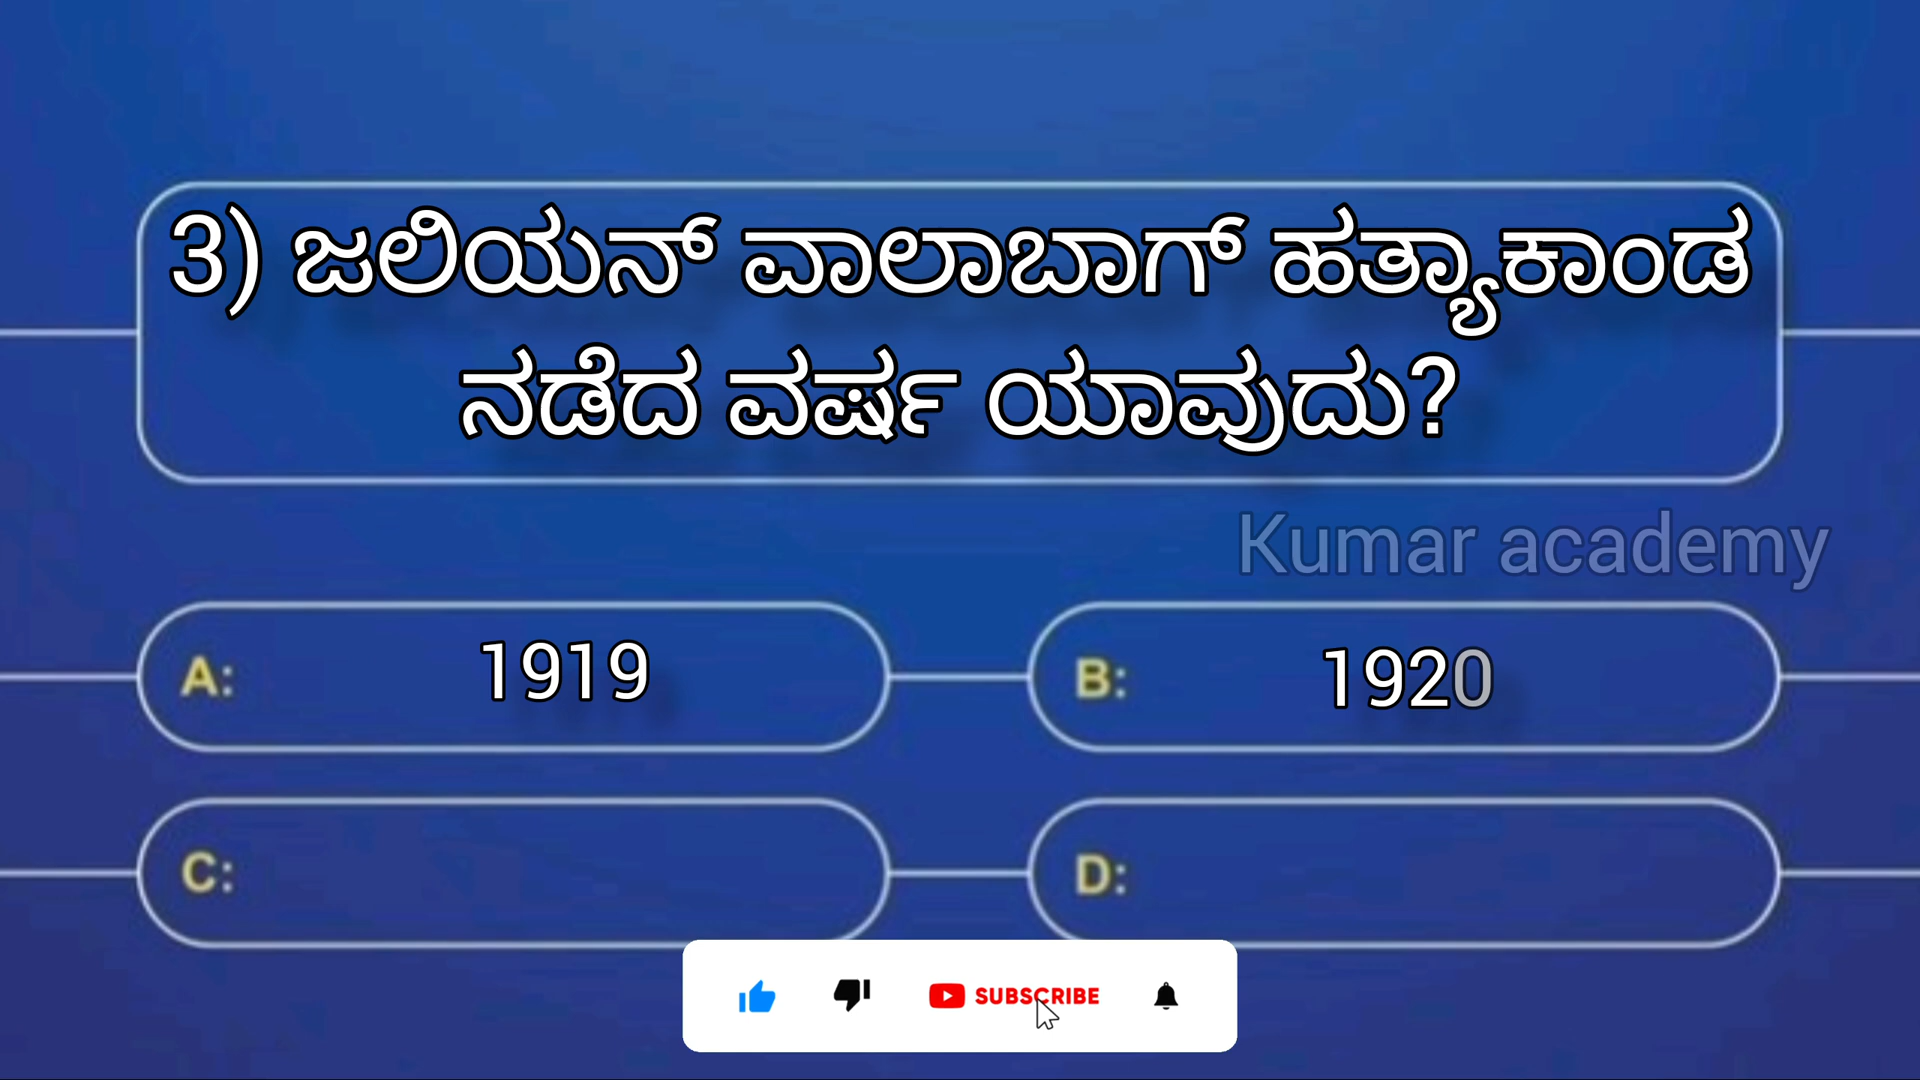 3) ಜಲಿಯನ್ ವಾಲಾಬಾಗ್ ಹತ್ಯಾಕಾಂಡ
ನಡೆದ ವರ್ಷ ಯಾವುದು?
Kumar academy
A: 1919
B: 1920
C:
D:
SUBSCRIBE